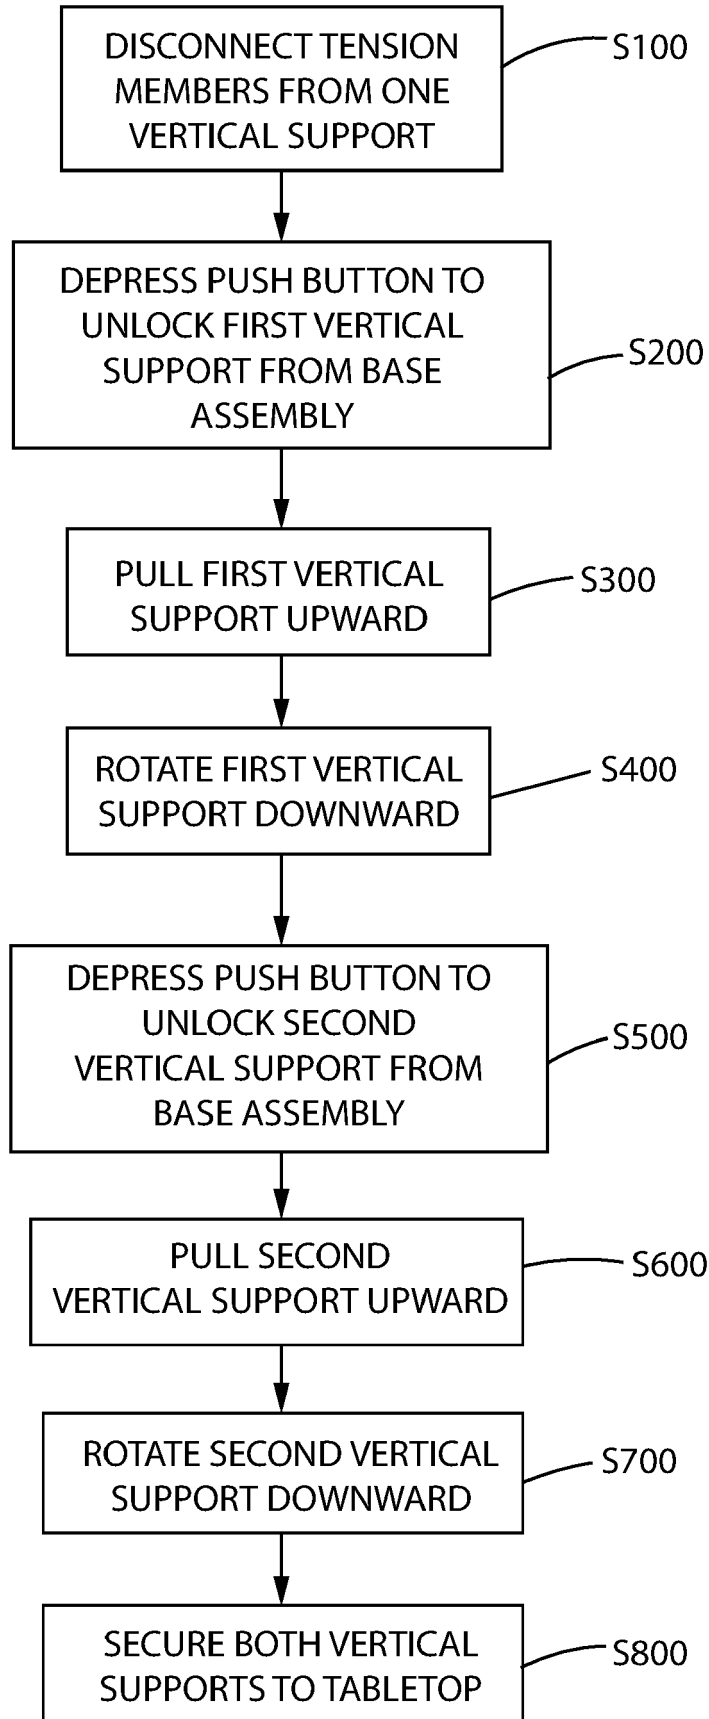 DISCONNECT TENSION
MEMBERS FROM ONE
VERTICAL SUPPORT
S100
DEPRESS PUSH BUTTON TO
UNLOCK FIRST VERTICAL
SUPPORT FROM BASE
ASSEMBLY
S200
PULL FIRST VERTICAL
SUPPORT UPWARD
S300
ROTATE FIRST VERTICAL
SUPPORT DOWNWARD
S400
DEPRESS PUSH BUTTON TO
UNLOCK SECOND
VERTICAL SUPPORT FROM
BASE ASSEMBLY
S500
PULL SECOND
VERTICAL SUPPORT UPWARD
S600
ROTATE SECOND VERTICAL
SUPPORT DOWNWARD
S700
SECURE BOTH VERTICAL
SUPPORTS TO TABLETOP
S800